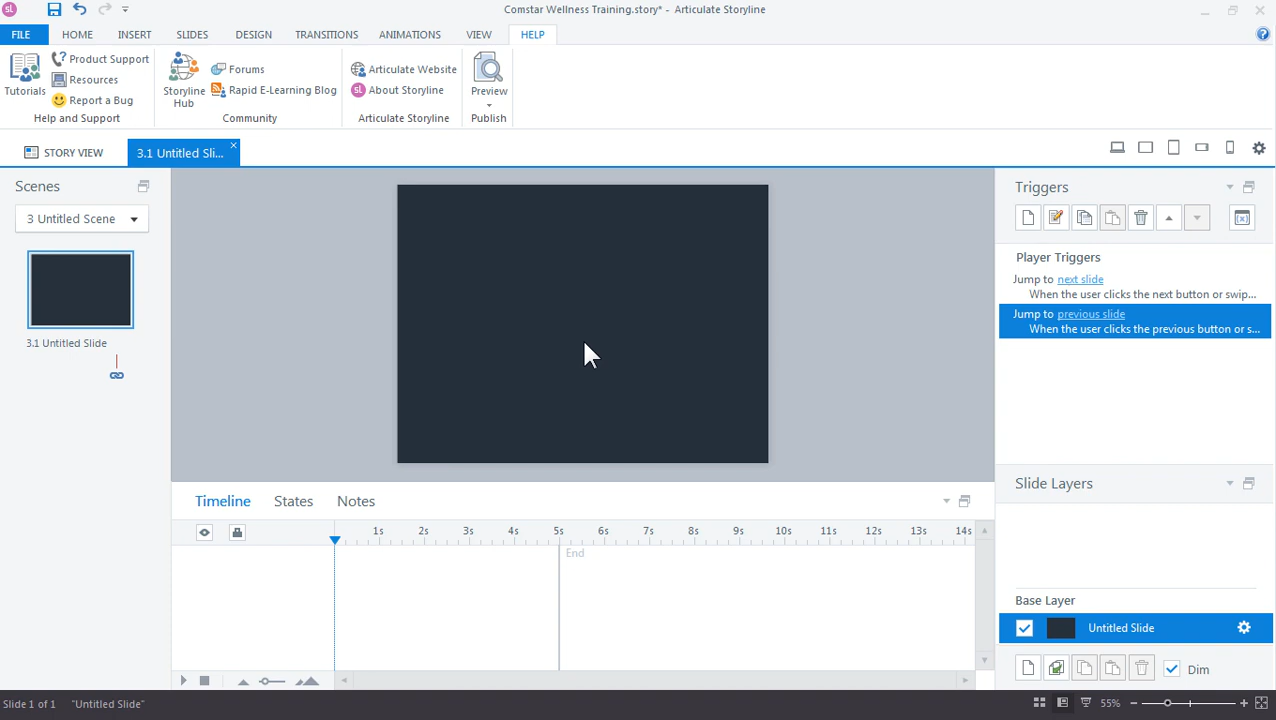 Comstar Wellness Training.story* - Articulate Storyline
FILE HOME INSERT SLIDES DESIGN TRANSITIONS ANIMATIONS VIEW HELP
Tutorials
Product Support
Resources
Report a Bug
Help and Support
Storyline
Hub
Forums
Rapid E-Learning Blog
Community
Articulate Website
About Storyline
Articulate Storyline
Preview
Publish
STORY VIEW
3.1 Untitled Sli...
Scenes
3 Untitled Scene
3.1 Untitled Slide
Triggers
Player Triggers
Jump to next slide
When the user clicks the next button or swip...
Jump to previous slide
When the user clicks the previous button or s...
Timeline States Notes
1s 2s 3s 4s 5s 6s 7s 8s 9s 10s 11s 12s 13s 14s
End
Slide Layers
Base Layer
Untitled Slide
Dim
Slide 1 of 1 "Untitled Slide"
55%